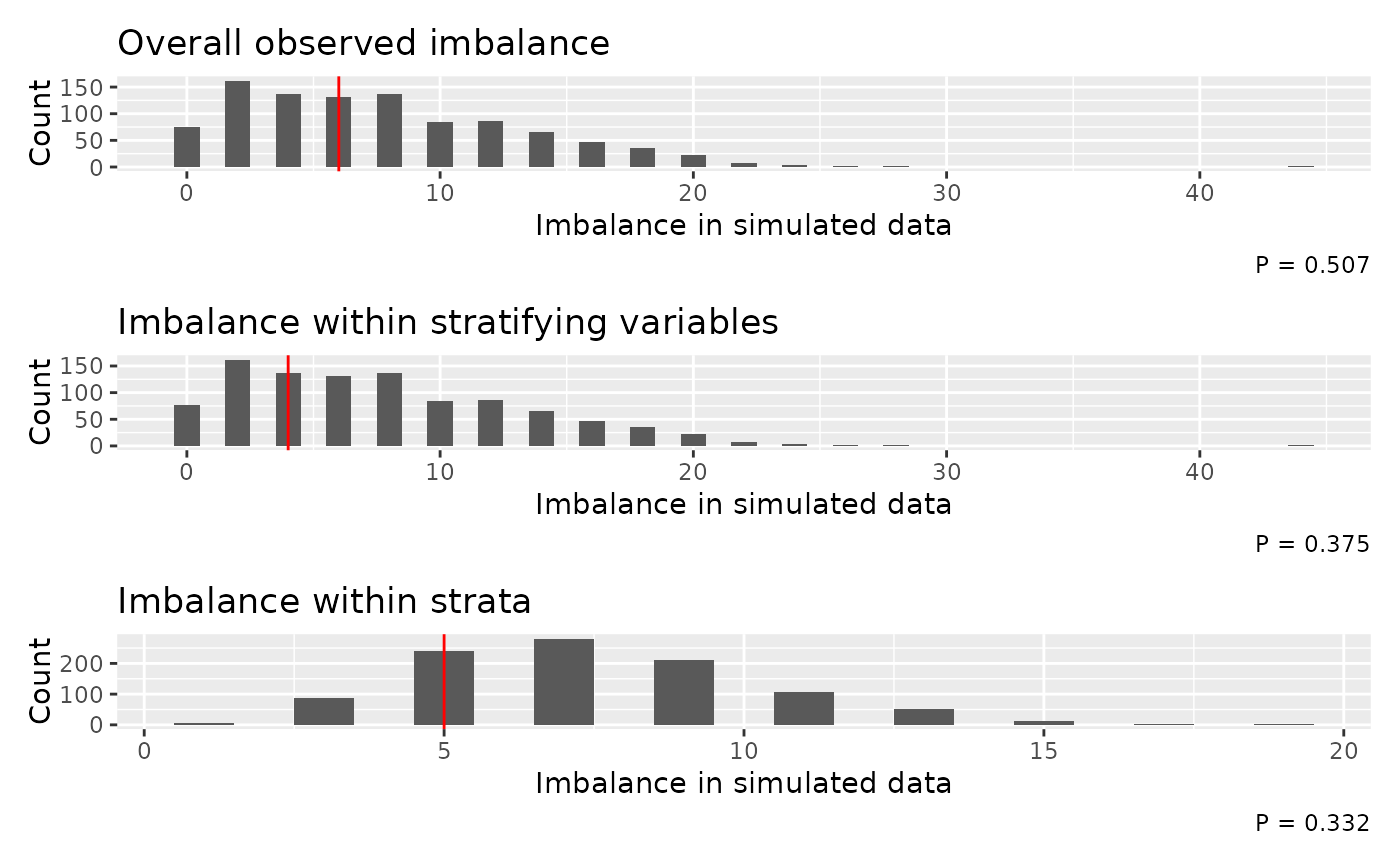 Overall observed imbalance
Count
150
100
50
0
0 10 20 30 40
Imbalance in simulated data
P = 0.507
Imbalance within stratifying variables
Count
150
100
50
0
0 10 20 30 40
Imbalance in simulated data
P = 0.375
Imbalance within strata
Count
200
100
0
0 5 10 15 20
Imbalance in simulated data
P = 0.332